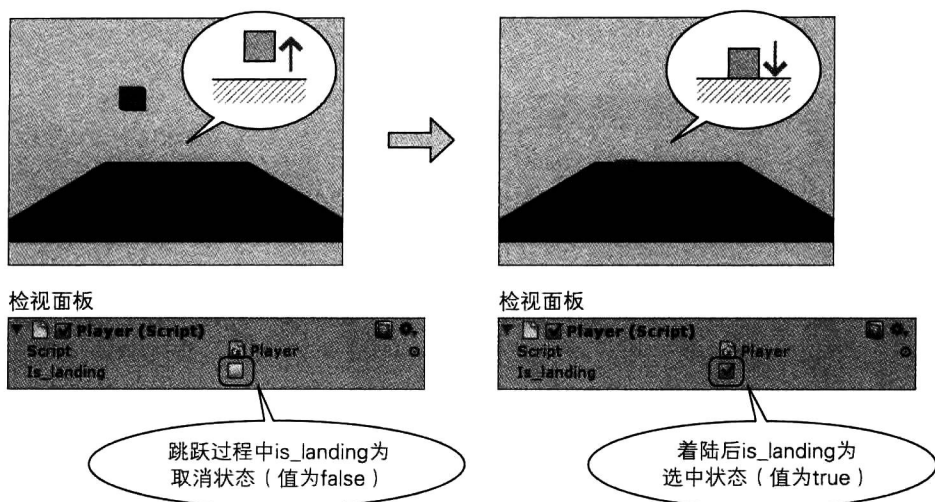 检视面板
Player (Script)
Script Player
Is_landing
跳跃过程中is_landing为
取消状态（值为false）
检视面板
Player (Script)
Script Player
Is_landing
着陆后is_landing为
选中状态（值为true）